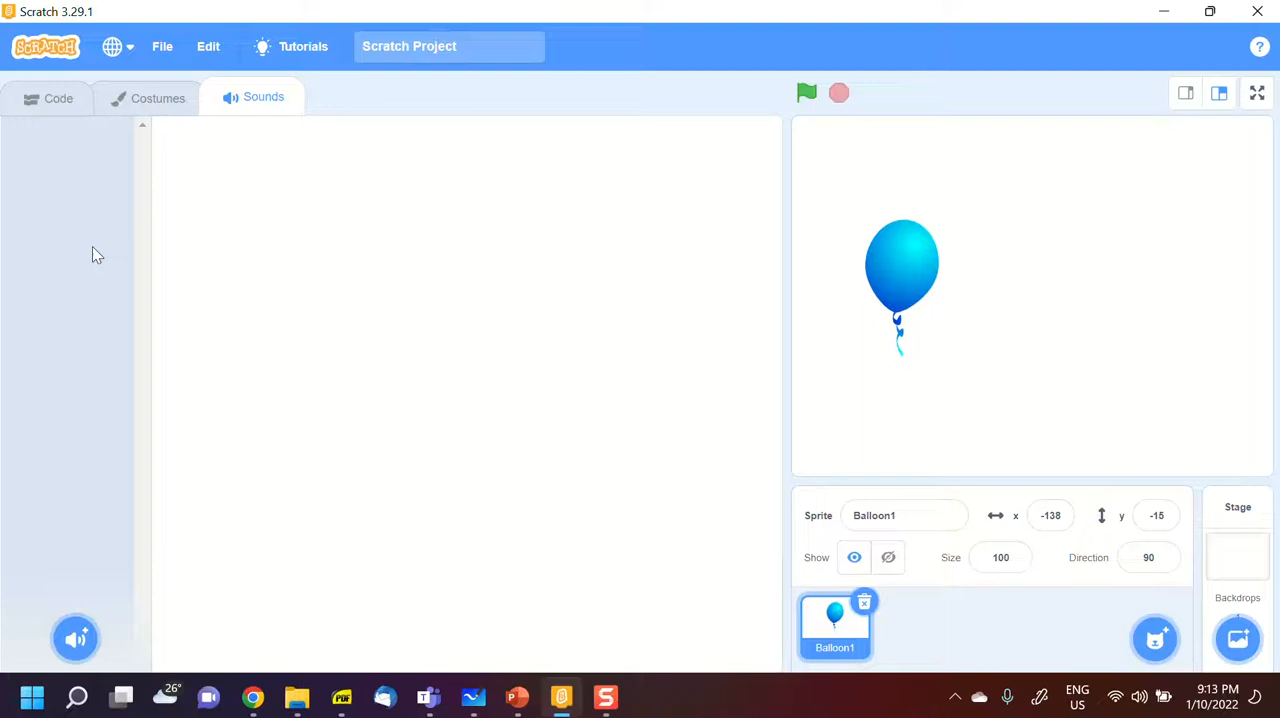 Scratch 3.29.1
SCRATCH File Edit Tutorials Scratch Project ?
Code Costumes Sounds
Sprite Balloon1 x -138 y -15
Show Size 100 Direction 90
Balloon1
Stage
Backdrops
26° PDF ENG US 9:13 PM 1/10/2022